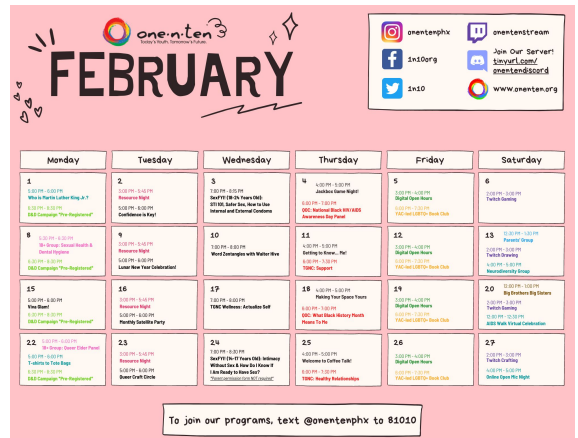 one·n·ten
Today's Youth. Tomorrow's Future.
FEBRUARY
onentenphx
onentenstream
1n10org
Join Our Server!
tinyurl.com/
onentendiscord
1n10
www.onenten.org
Monday
Tuesday
Wednesday
Thursday
Friday
Saturday
1
5:00 PM - 6:00 PM
Who is Martin Luther King Jr.?
6:30 PM - 8:30 PM
D&D Campaign *Pre-Registered*
2
3:00 PM - 5:45 PM
Resource Night
5:00 PM - 6:00 PM
Confidence is Key!
3
7:00 PM - 8:15 PM
SexFYI (18-24 Years Old):
STI 101, Safer Sex, How to Use
Internal and External Condoms
4
4:00 PM - 5:00 PM
Jackbox Game Night!
6:00 PM - 7:00 PM
QOC: National Black HIV/AIDS
Awareness Day Panel
5
3:00 PM - 4:00 PM
Digital Open Hours
6:00 PM - 7:00 PM
YAC-led LGBTQ+ Book Club
6
2:00 PM - 3:00 PM
Twitch Gaming
8
5:00 PM - 6:00 PM
18+ Group: Sexual Health &
Dental Hygiene
6:30 PM - 8:30 PM
D&D Campaign *Pre-Registered*
9
3:00 PM - 5:45 PM
Resource Night
5:00 PM - 6:00 PM
Lunar New Year Celebration!
10
7:00 PM - 8:00 PM
Word Zentangles with Walter Hive
11
4:00 PM - 5:00 PM
Getting to Know... Me!
6:00 PM - 7:30 PM
TGNC: Support
12
3:00 PM - 4:00 PM
Digital Open Hours
6:00 PM - 7:00 PM
YAC-led LGBTQ+ Book Club
13
12:30 PM - 1:30 PM
Parents' Group
2:00 PM - 3:00 PM
Twitch Drawing
4:00 PM - 5:00 PM
Neurodiversity Group
15
5:00 PM - 6:00 PM
Viva Glam!
6:30 PM - 8:30 PM
D&D Campaign *Pre-Registered*
16
3:00 PM - 5:45 PM
Resource Night
5:00 PM - 6:00 PM
Monthly Satellite Party
17
7:00 PM - 8:00 PM
TGNC Wellness: Actualize Self
18
4:00 PM - 5:00 PM
Making Your Space Yours
6:00 PM - 7:00 PM
QOC: What Black History Month
Means To Me
19
3:00 PM - 4:00 PM
Digital Open Hours
6:00 PM - 7:00 PM
YAC-led LGBTQ+ Book Club
20
12:00 PM - 1:00 PM
Big Brothers Big Sisters
2:00 PM - 3:00 PM
Twitch Gaming
12:00 PM - 12:30 PM
AIDS Walk Virtual Celebration
22
5:00 PM - 6:00 PM
18+ Group: Queer Elder Panel
5:00 PM - 6:00 PM
T-shirts to Tote Bags
6:30 PM - 8:30 PM
D&D Campaign *Pre-Registered*
23
3:00 PM - 5:45 PM
Resource Night
5:00 PM - 6:00 PM
Queer Craft Circle
24
7:00 PM - 8:30 PM
SexFYI (14-17 Years Old): Intimacy
Without Sex & How Do I Know If
I Am Ready to Have Sex?
*Parent permission form NOT required*
25
4:00 PM - 5:00 PM
Welcome to Coffee Talk!
6:00 PM - 7:30 PM
TGNC: Healthy Relationships
26
3:00 PM - 4:00 PM
Digital Open Hours
6:00 PM - 7:00 PM
YAC-led LGBTQ+ Book Club
27
2:00 PM - 3:00 PM
Twitch Crafting
4:00 PM - 5:00 PM
Online Open Mic Night
To join our programs, text @onentenphx to 81010